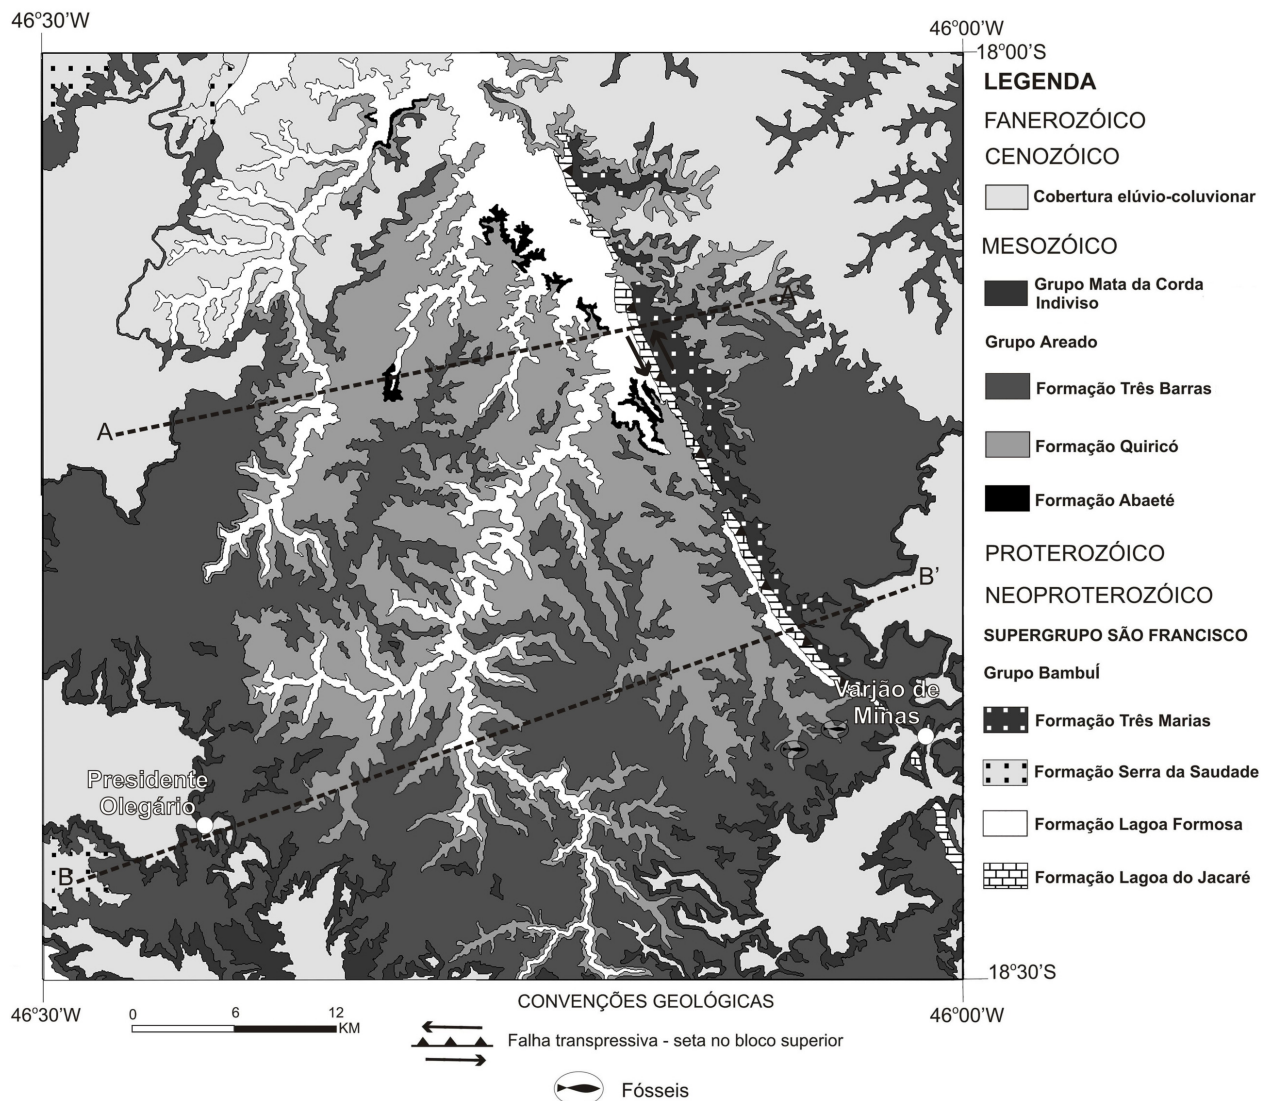 46°30'W
46°00'W
18°00'S
LEGENDA
FANEROZÓICO
CENOZÓICO
Cobertura elúvio-coluvionar
MESOZÓICO
Grupo Mata da Corda
Indiviso
Grupo Areado
Formação Três Barras
Formação Quiricó
Formação Abaeté
PROTEROZÓICO
NEOPROTEROZÓICO
SUPERGRUPO SÃO FRANCISCO
Grupo BambuÍ
Formação Três Marias
Formação Serra da Saudade
Formação Lagoa Formosa
Formação Lagoa do Jacaré
A'
A
B'
Varjão de
Minas
Presidente
Olegário
B
18°30'S
46°30'W
46°00'W
0 6 12
KM
CONVENÇÕES GEOLÓGICAS
Falha transpressiva - seta no bloco superior
Fósseis